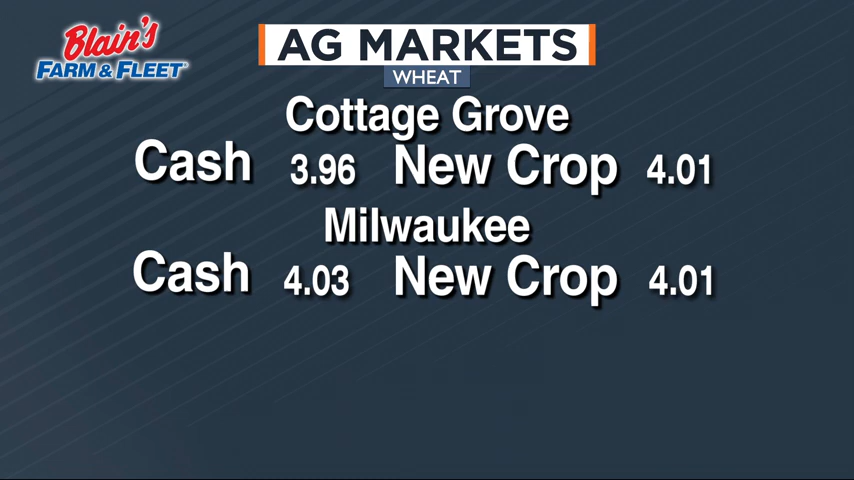 Blain's
FARM & FLEET
AG MARKETS
WHEAT
Cottage Grove
Cash 3.96 New Crop 4.01
Milwaukee
Cash 4.03 New Crop 4.01